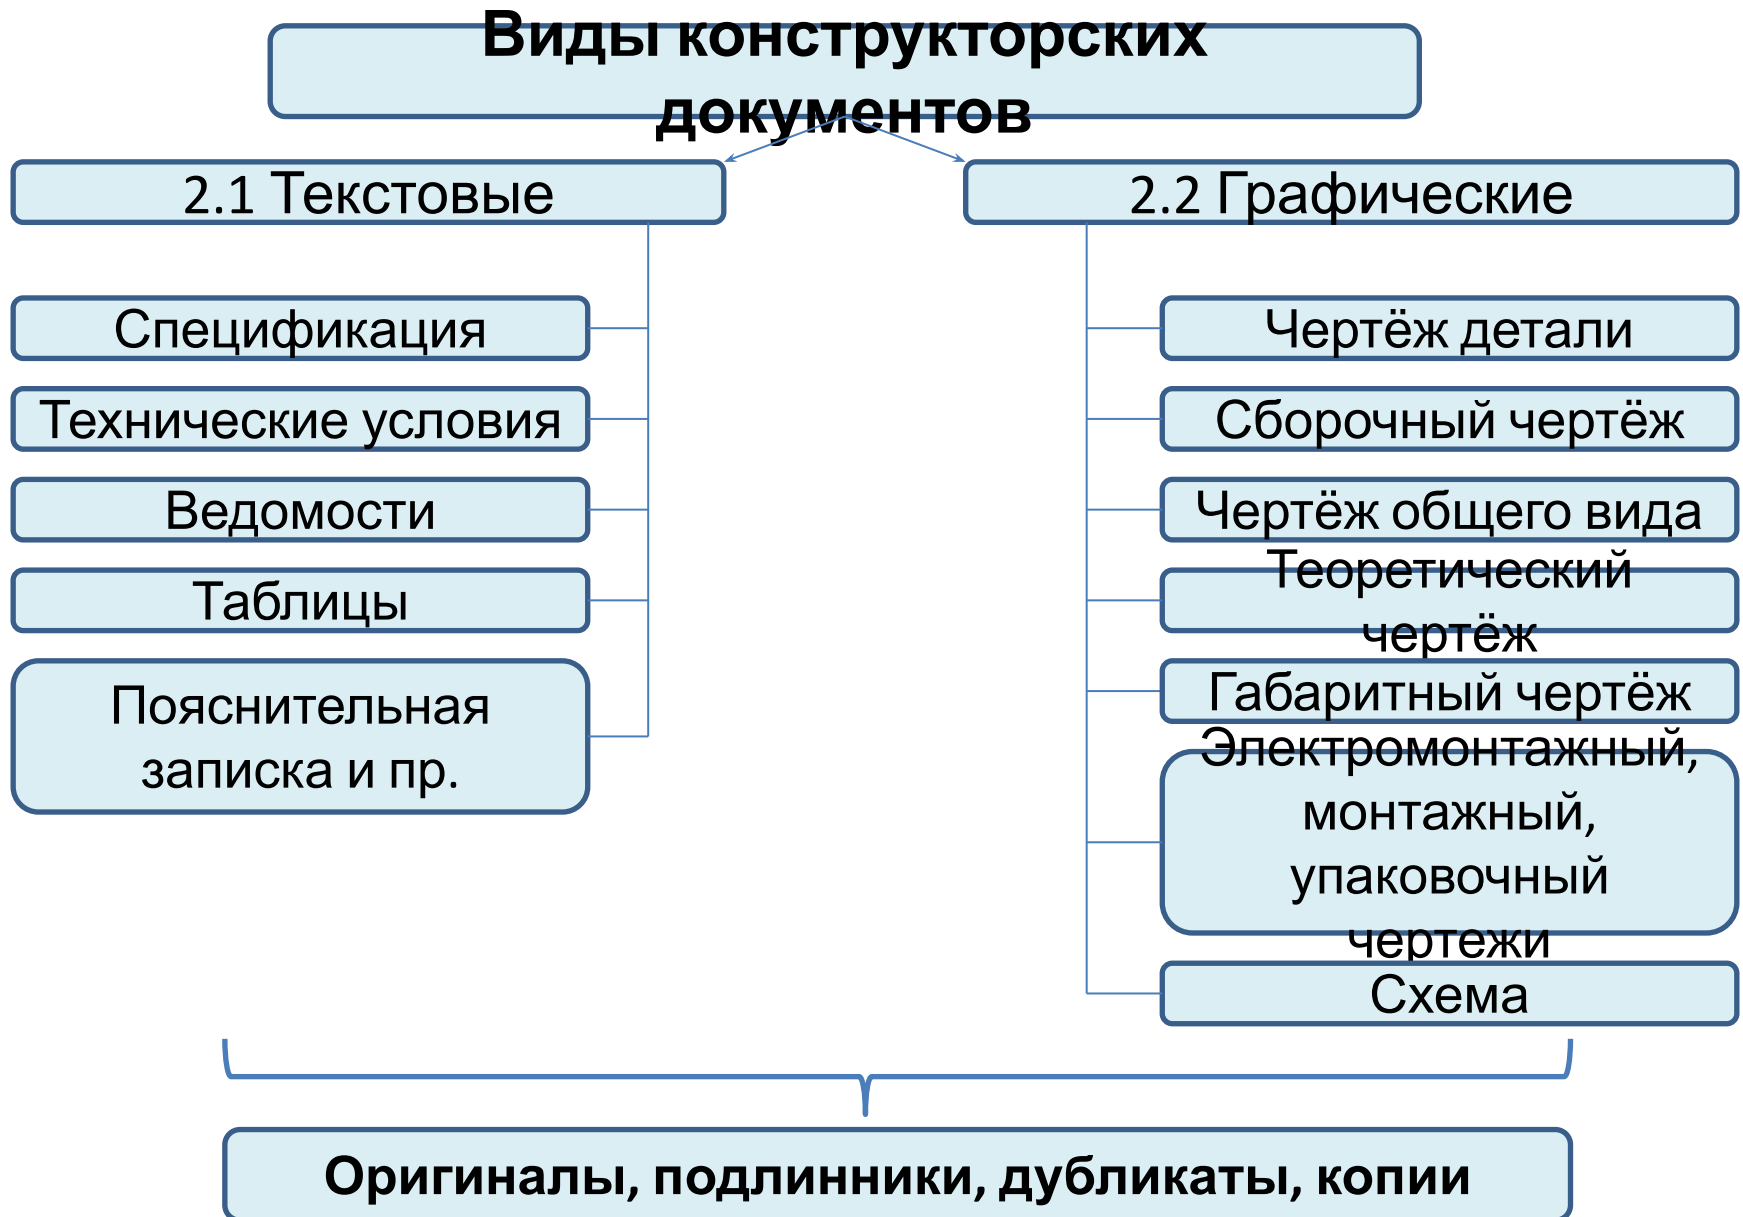 Виды конструкторских
документов
2.1 Текстовые
Спецификация
Технические условия
Ведомости
Таблицы
Пояснительная
записка и пр.
2.2 Графические
Чертёж детали
Сборочный чертёж
Чертёж общего вида
Теоретический
чертёж
Габаритный чертёж
Электромонтажный,
монтажный,
упаковочный
чертежи
Схема
Оригиналы, подлинники, дубликаты, копии